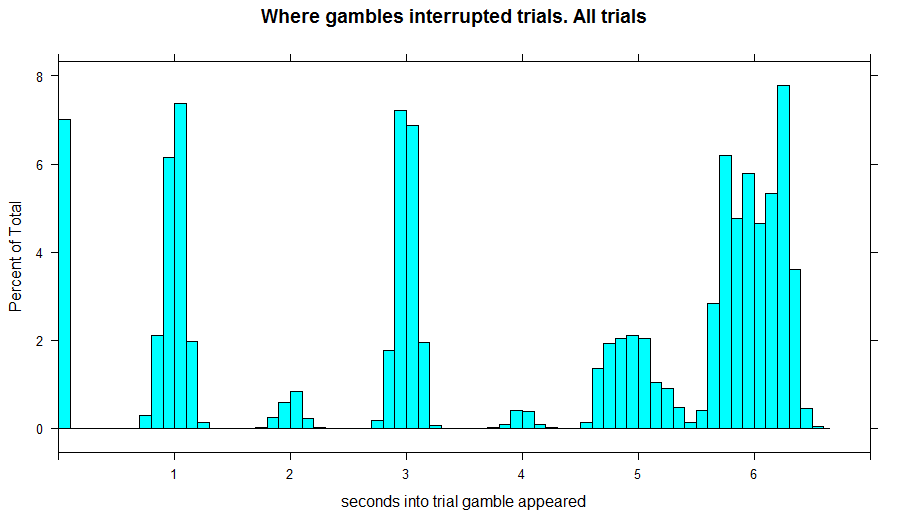 Where gambles interrupted trials. All trials
8
6
4
2
0
Percent of Total
1 2 3 4 5 6
seconds into trial gamble appeared